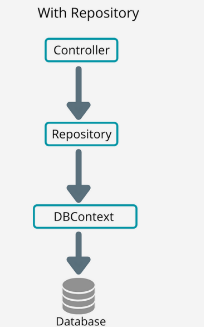 With Repository
Controller
Repository
DBContext
Database